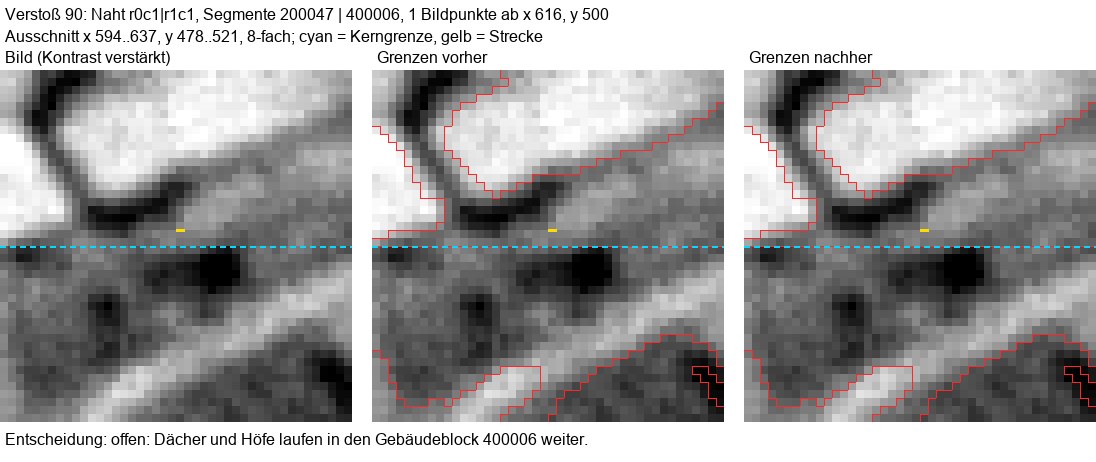 Verstoß 90: Naht r0c1|r1c1, Segmente 200047 | 400006, 1 Bildpunkte ab x 616, y 500
Ausschnitt x 594..637, y 478..521, 8-fach; cyan = Kerngrenze, gelb = Strecke
Bild (Kontrast verstärkt)
Grenzen vorher
Grenzen nachher
Entscheidung: offen: Dächer und Höfe laufen in den Gebäudeblock 400006 weiter.